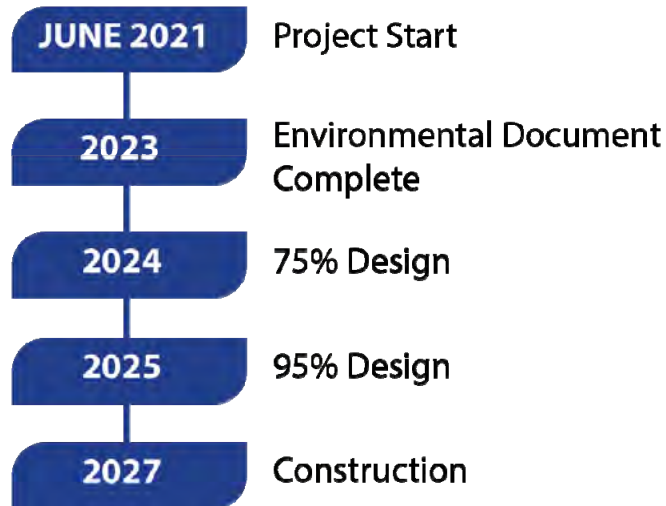 JUNE 2021 Project Start
2023 Environmental Document
Complete
2024 75% Design
2025 95% Design
2027 Construction